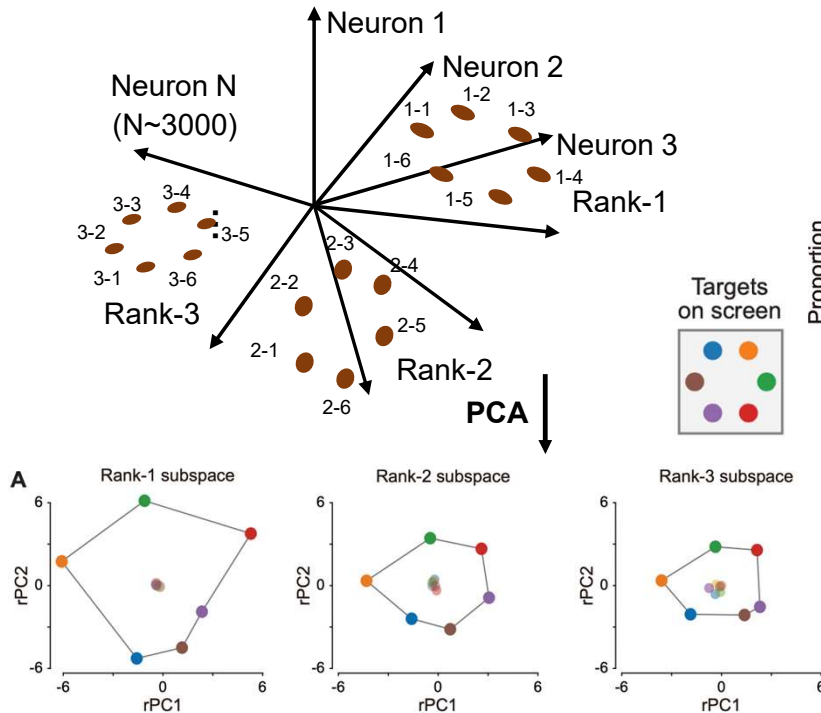 Neuron 1
Neuron 2
Neuron N
(N~3000)
1-1
1-2
1-3
Neuron 3
1-6
1-4
1-5
Rank-1
3-4
3-3
3-2
3-5
3-1
3-6
Rank-3
2-3
2-4
2-2
2-5
2-1
Rank-2
2-6
PCA
Targets
on screen
Proportion
A
Rank-1 subspace
6
0
-6
rPC2
-6
0
6
rPC1
Rank-2 subspace
6
0
-6
rPC2
-6
0
6
rPC1
Rank-3 subspace
6
0
-6
rPC2
-6
0
6
rPC1